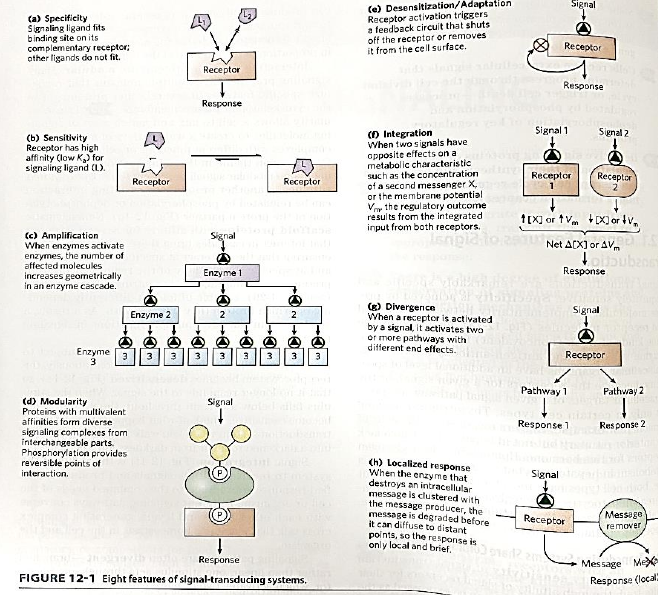 (a) Specificity
Signaling ligand fits
binding site on its
complementary receptor;
other ligands do not fit.
L1
L2
Receptor
Response
(b) Sensitivity
Receptor has high
affinity (low Kd) for
signaling ligand (L).
L
Receptor
L
Receptor
(c) Amplification
When enzymes activate
enzymes, the number of
affected molecules
increases geometrically
in an enzyme cascade.
Signal
Enzyme 1
Enzyme 2
2
2
Enzyme
3
3 3 3 3 3 3 3 3 3
(d) Modularity
Proteins with multivalent
affinities form diverse
signaling complexes from
interchangeable parts.
Phosphorylation provides
reversible points of
interaction.
Signal
P
P
Response
(e) Desensitization/Adaptation
Receptor activation triggers
a feedback circuit that shuts
off the receptor or removes
it from the cell surface.
Signal
Receptor
Response
(f) Integration
When two signals have
opposite effects on a
metabolic characteristic
such as the concentration
of a second messenger X,
or the membrane potential
Vm, the regulatory outcome
results from the integrated
input from both receptors.
Signal 1
Signal 2
Receptor
1
Receptor
2
↑[X] or ↑Vm
↓[X] or ↓Vm
Net Δ[X] or ΔVm
Response
(g) Divergence
When a receptor is activated
by a signal, it activates two
or more pathways with
different end effects.
Signal
Receptor
Pathway 1
Pathway 2
Response 1
Response 2
(h) Localized response
When the enzyme that
destroys an intracellular
message is clustered with
the message producer, the
message is degraded before
it can diffuse to distant
points, so the response is
only local and brief.
Signal
Receptor
Message
remover
Message
Response (local
FIGURE 12-1 Eight features of signal-transducing systems.